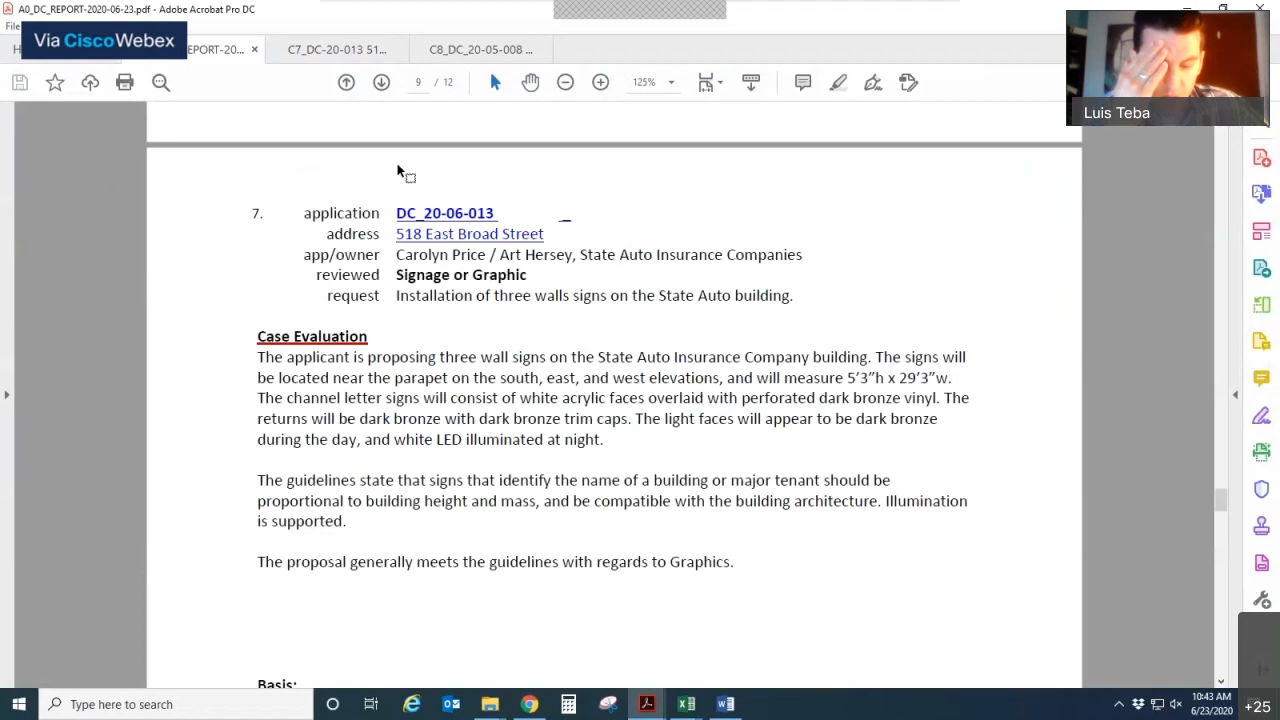 A0_DC_REPORT-2020-06-23.pdf - Adobe Acrobat Pro DC
Via CiscoWebex
EPORT-20... × C7_DC-20-013 51... C8_DC_20-05-008 ...
9 / 12 125%
Luis Teba
7. application DC_20-06-013 _
address 518 East Broad Street
app/owner Carolyn Price / Art Hersey, State Auto Insurance Companies
reviewed Signage or Graphic
request Installation of three walls signs on the State Auto building.
Case Evaluation
The applicant is proposing three wall signs on the State Auto Insurance Company building. The signs will
be located near the parapet on the south, east, and west elevations, and will measure 5’3”h x 29’3”w.
The channel letter signs will consist of white acrylic faces overlaid with perforated dark bronze vinyl. The
returns will be dark bronze with dark bronze trim caps. The light faces will appear to be dark bronze
during the day, and white LED illuminated at night.
The guidelines state that signs that identify the name of a building or major tenant should be
proportional to building height and mass, and be compatible with the building architecture. Illumination
is supported.
The proposal generally meets the guidelines with regards to Graphics.
Basis:
Type here to search
10:43 AM
6/23/2020
+25